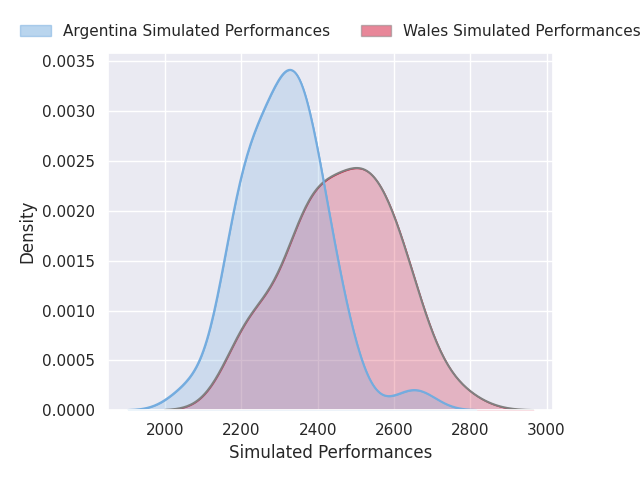 Argentina Simulated Performances Wales Simulated Performances
0.0035
0.0030
0.0025
0.0020
0.0015
0.0010
0.0005
0.0000
Density
2000 2200 2400 2600 2800 3000
Simulated Performances